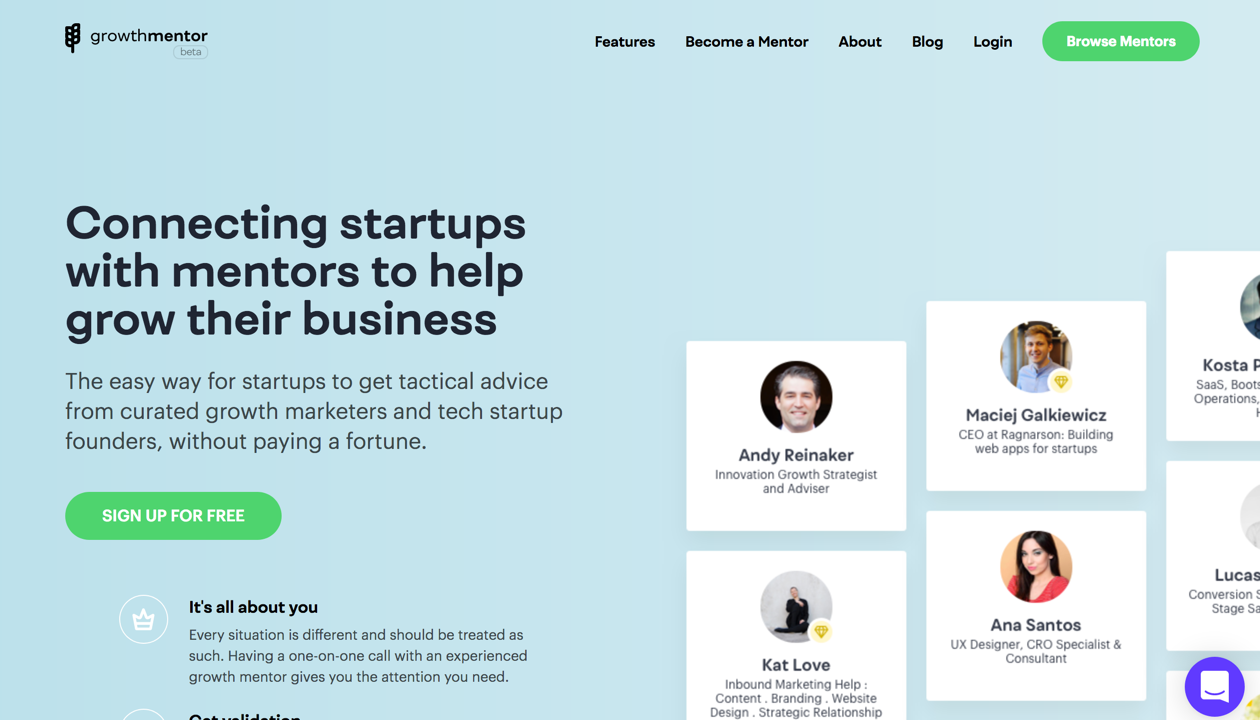 growthmentor
beta
Features
Become a Mentor
About
Blog
Login
Browse Mentors
Connecting startups
with mentors to help
grow their business
The easy way for startups to get tactical advice
from curated growth marketers and tech startup
founders, without paying a fortune.
SIGN UP FOR FREE
It's all about you
Every situation is different and should be treated as
such. Having a one-on-one call with an experienced
growth mentor gives you the attention you need.
Get validation
Andy Reinaker
Innovation Growth Strategist
and Adviser
Kat Love
Inbound Marketing Help :
Content . Branding . Website
Design . Strategic Relationship
Maciej Galkiewicz
CEO at Ragnarson: Building
web apps for startups
Ana Santos
UX Designer, CRO Specialist &
Consultant
Kosta P
SaaS, Boots
Operations,
H
Lucas
Conversion S
Stage Sa